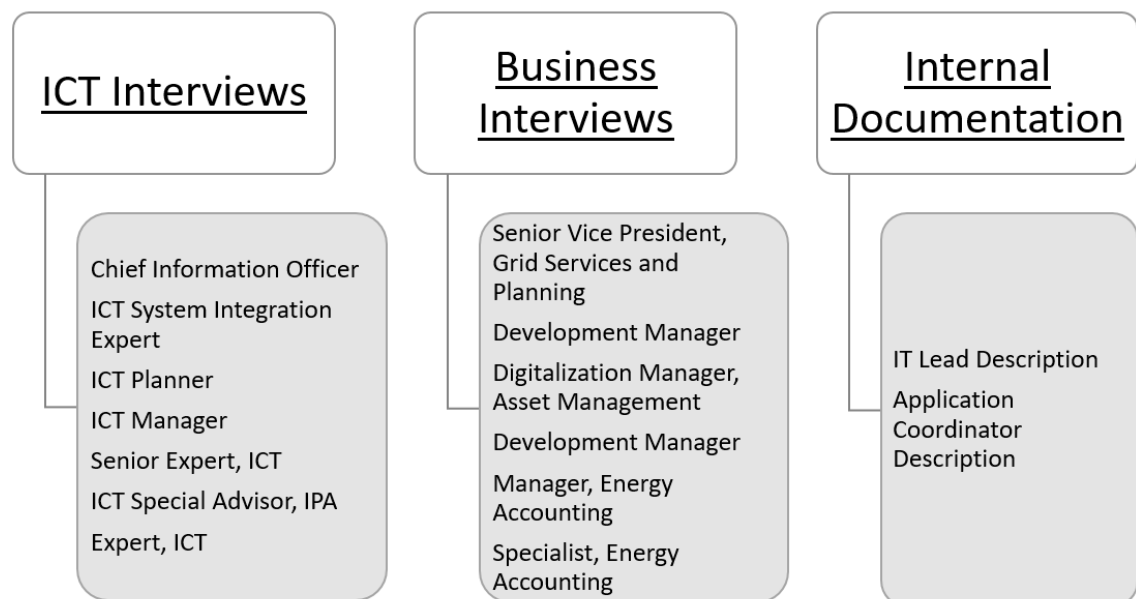 ICT Interviews
Chief Information Officer
ICT System Integration
Expert
ICT Planner
ICT Manager
Senior Expert, ICT
ICT Special Advisor, IPA
Expert, ICT
Business
Interviews
Senior Vice President,
Grid Services and
Planning
Development Manager
Digitalization Manager,
Asset Management
Development Manager
Manager, Energy
Accounting
Specialist, Energy
Accounting
Internal
Documentation
IT Lead Description
Application
Coordinator
Description